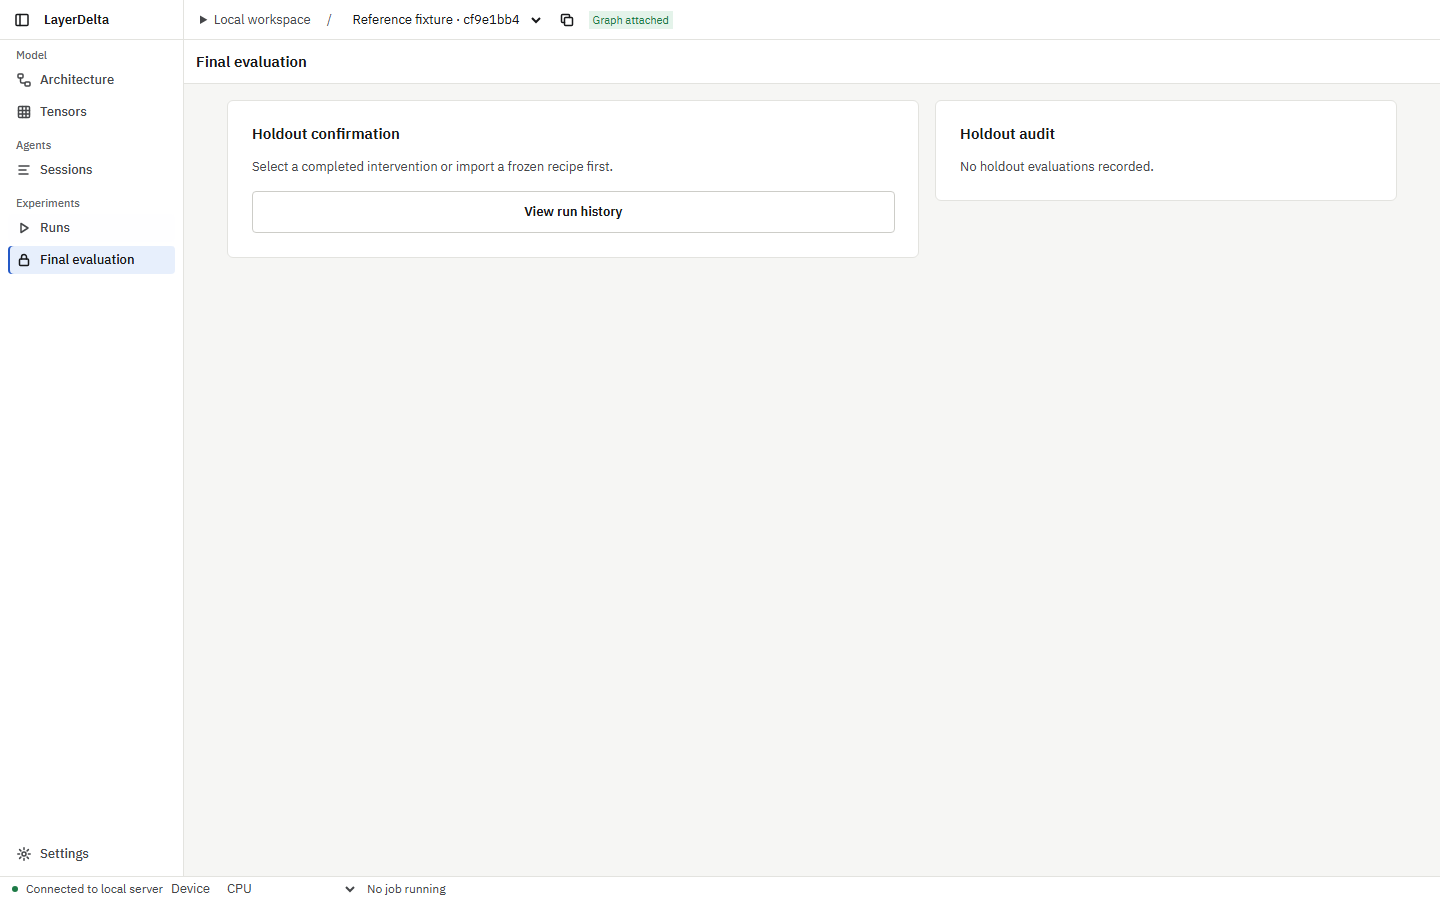 LayerDelta
Local workspace / Reference fixture · cf9e1bb4
Graph attached
Model
Architecture
Tensors
Agents
Sessions
Experiments
Runs
Final evaluation
Settings
Final evaluation
Holdout confirmation
Select a completed intervention or import a frozen recipe first.
View run history
Holdout audit
No holdout evaluations recorded.
Connected to local server Device CPU No job running